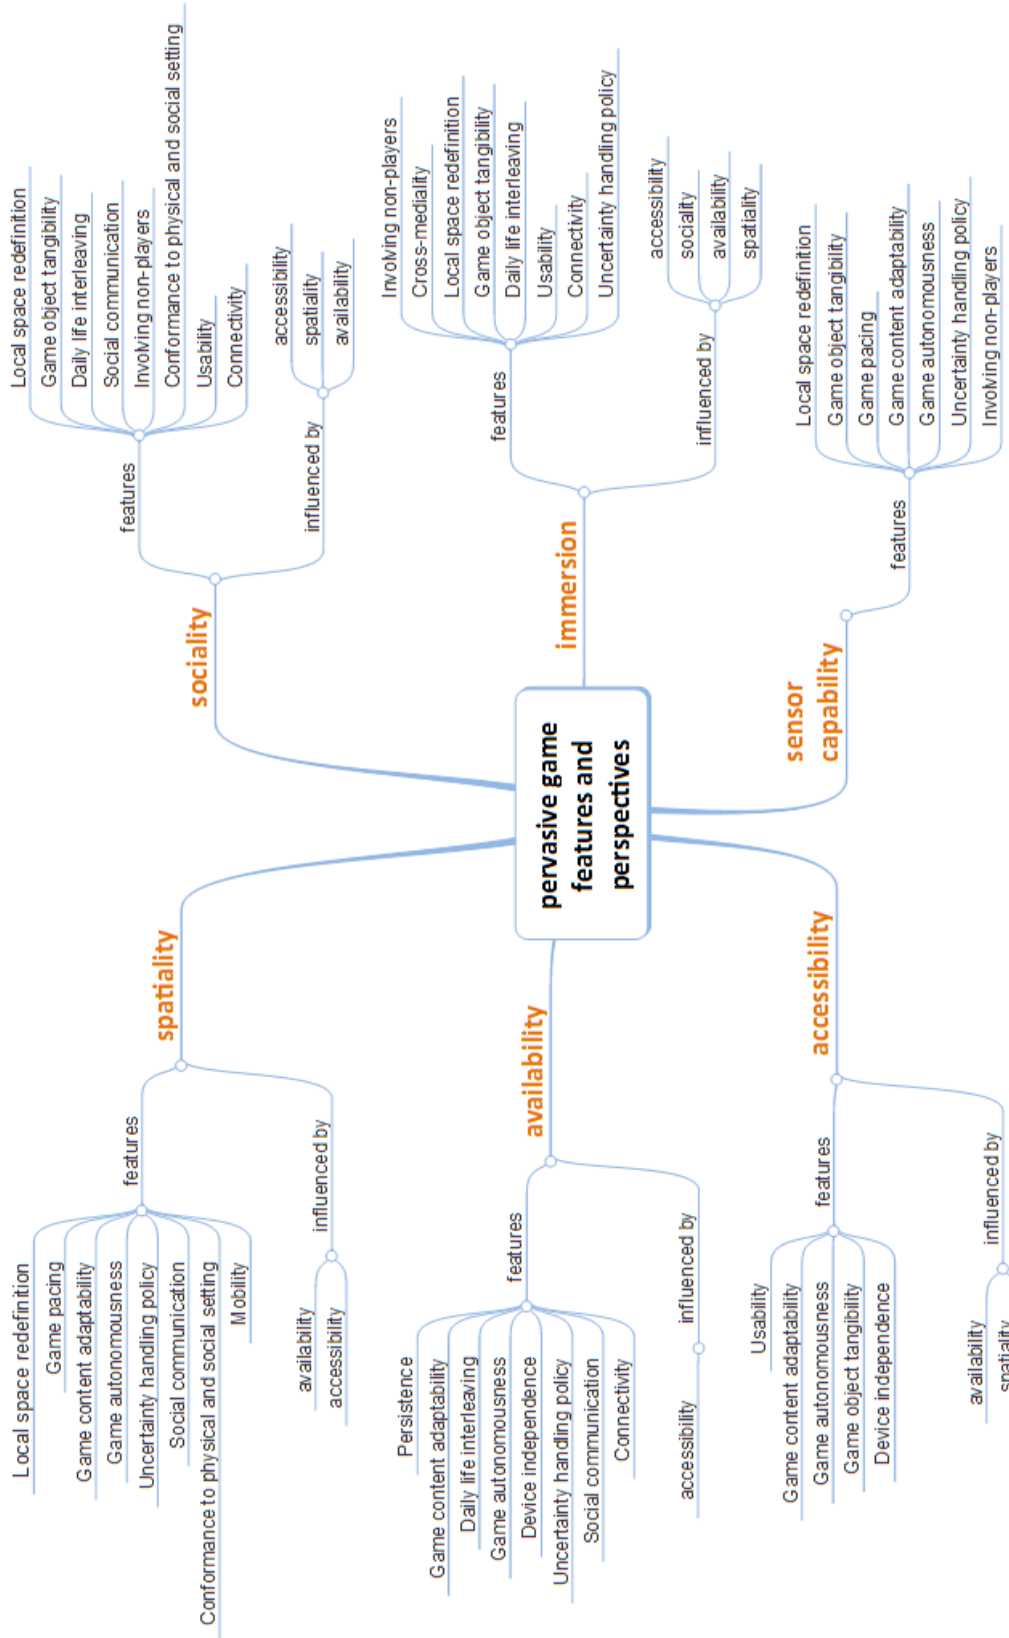 pervasive game
features and
perspectives
spatiality
features
Local space redefinition
Game pacing
Game content adaptability
Game autonomousness
Uncertainty handling policy
Social communication
Conformance to physical and social setting
Mobility
influenced by
availability
accessibility
availability
features
Persistence
Game content adaptability
Daily life interleaving
Game autonomousness
Device independence
Uncertainty handling policy
Social communication
Connectivity
influenced by
accessibility
accessibility
features
Usability
Game content adaptability
Game autonomousness
Game object tangibility
Device independence
influenced by
availability
spatiality
sociality
features
Local space redefinition
Game object tangibility
Daily life interleaving
Social communication
Involving non-players
Conformance to physical and social setting
Usability
Connectivity
influenced by
accessibility
spatiality
availability
immersion
features
Involving non-players
Cross-mediality
Local space redefinition
Game object tangibility
Daily life interleaving
Usability
Connectivity
Uncertainty handling policy
influenced by
accessibility
sociality
availability
spatiality
sensor
capability
features
Local space redefinition
Game object tangibility
Game pacing
Game content adaptability
Game autonomousness
Uncertainty handling policy
Involving non-players